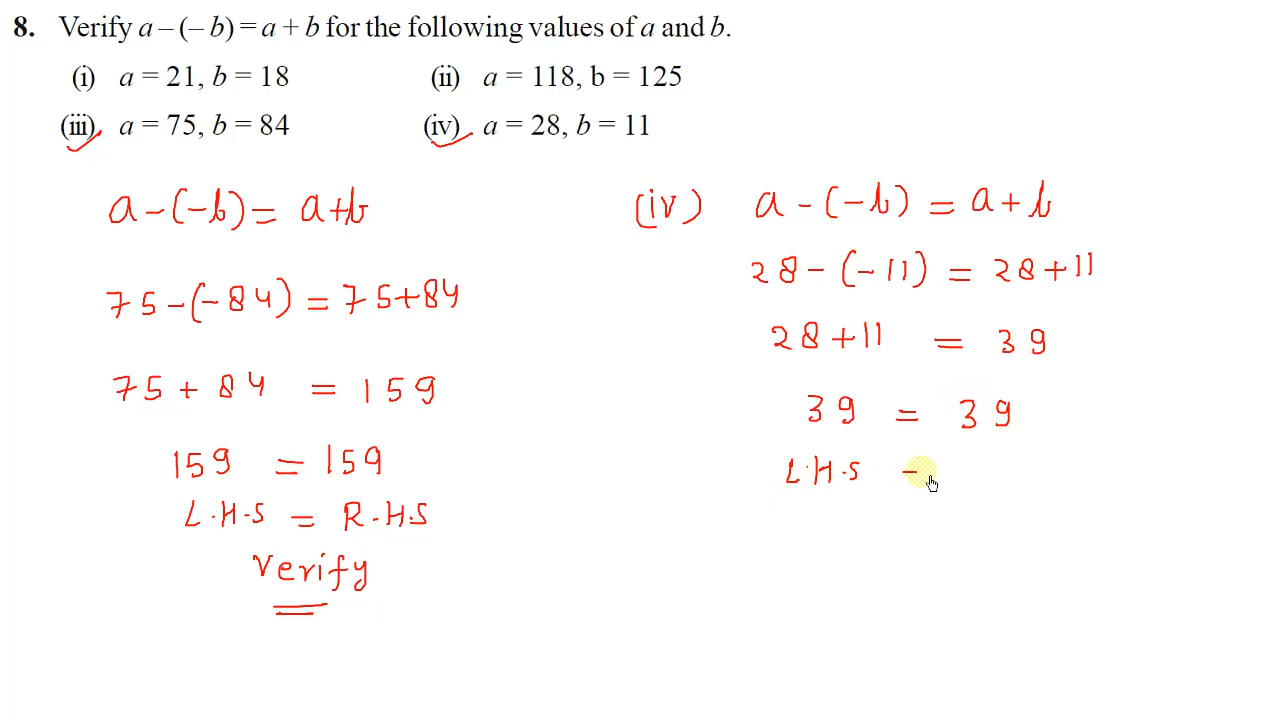 8. Verify a – (– b) = a + b for the following values of a and b.
(i) a = 21, b = 18
(ii) a = 118, b = 125
(iii) a = 75, b = 84
(iv) a = 28, b = 11
a - (-b) = a+b
75 - (-84) = 75+84
75 + 84 = 159
159 = 159
L.H.S = R.H.S
Verify
(iv) a - (-b) = a + b
28 - (-11) = 28+11
28+11 = 39
39 = 39
L.H.S -